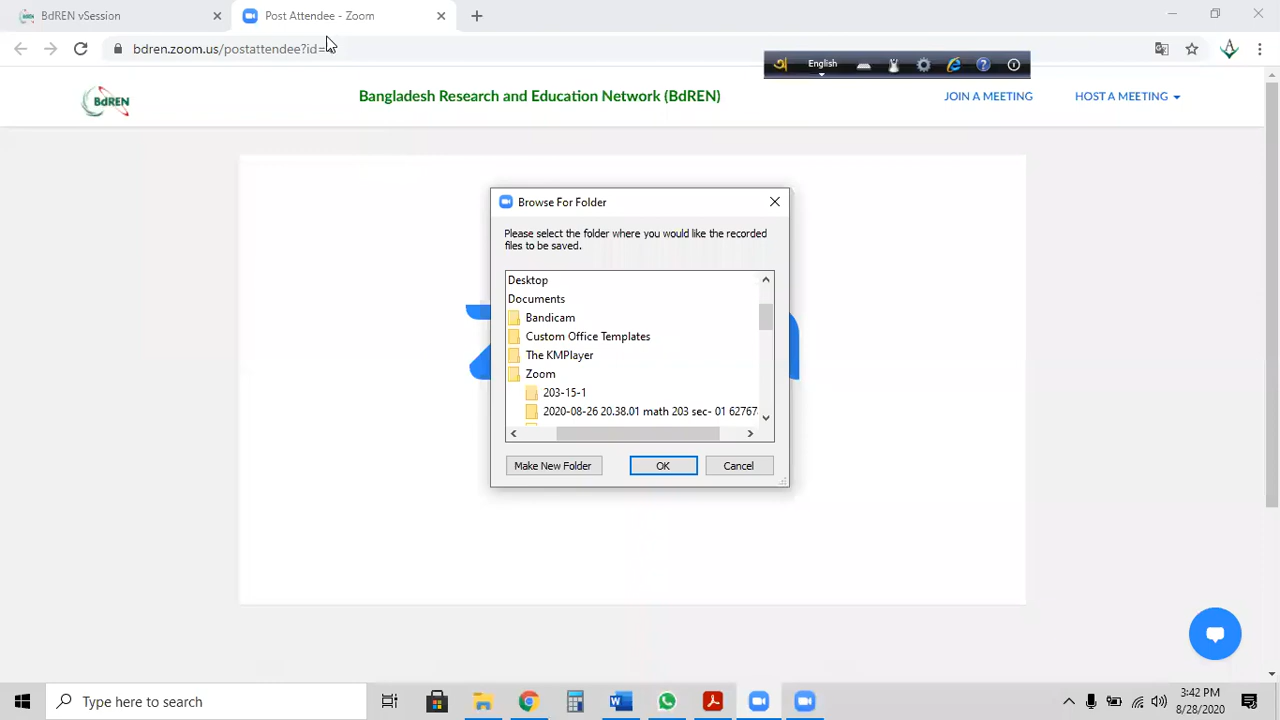 BdREN vSession
Post Attendee - Zoom
bdren.zoom.us/postattendee?id=
অ English
BdREN
Bangladesh Research and Education Network (BdREN)
JOIN A MEETING
HOST A MEETING
Browse For Folder
Please select the folder where you would like the recorded
files to be saved.
Desktop
Documents
Bandicam
Custom Office Templates
The KMPlayer
Zoom
203-15-1
2020-08-26 20.38.01 math 203 sec- 01 6276
Make New Folder
OK
Cancel
Type here to search
3:42 PM
8/28/2020